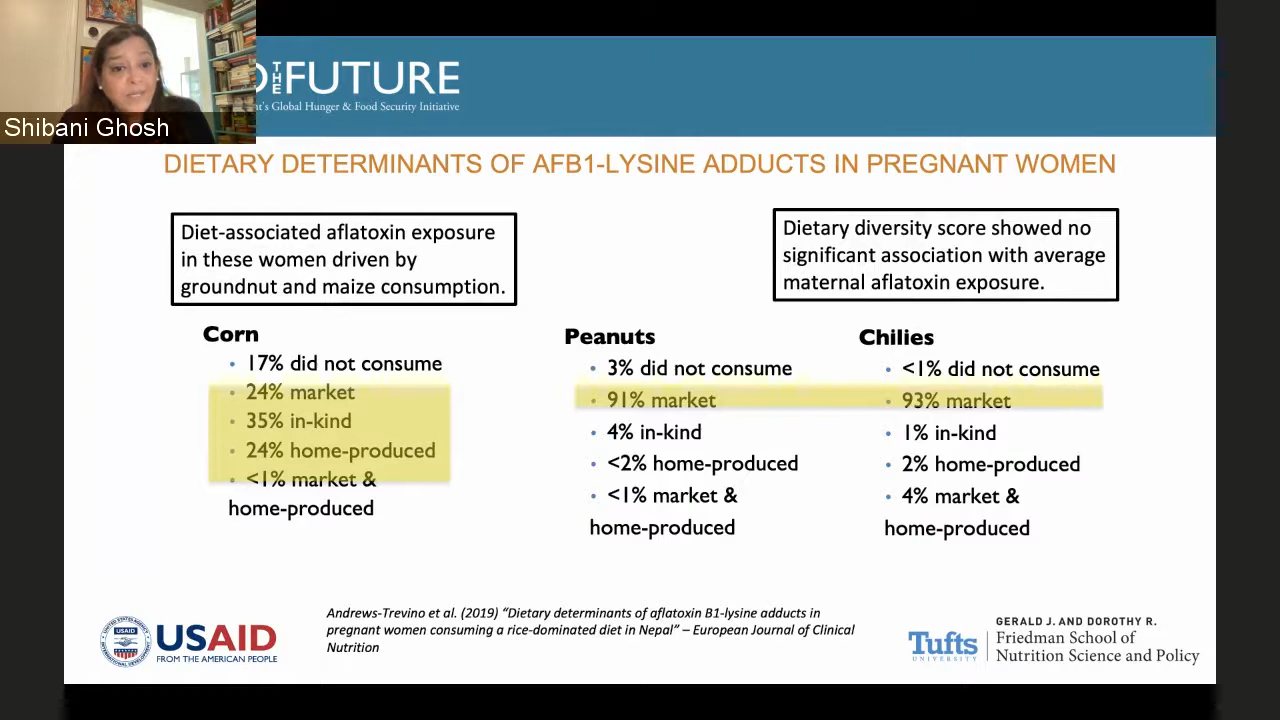 THE FUTURE
t's Global Hunger & Food Security Initiative
Shibani Ghosh
DIETARY DETERMINANTS OF AFB1-LYSINE ADDUCTS IN PREGNANT WOMEN
Diet-associated aflatoxin exposure
in these women driven by
groundnut and maize consumption.
Dietary diversity score showed no
significant association with average
maternal aflatoxin exposure.
Corn
• 17% did not consume
• 24% market
• 35% in-kind
• 24% home-produced
• <1% market &
home-produced
Peanuts
• 3% did not consume
• 91% market
• 4% in-kind
• <2% home-produced
• <1% market &
home-produced
Chilies
• <1% did not consume
• 93% market
• 1% in-kind
• 2% home-produced
• 4% market &
home-produced
Andrews-Trevino et al. (2019) “Dietary determinants of aflatoxin B1-lysine adducts in
pregnant women consuming a rice-dominated diet in Nepal” – European Journal of Clinical
Nutrition
USAID
USAID
FROM THE AMERICAN PEOPLE
Tufts
UNIVERSITY
GERALD J. AND DOROTHY R.
Friedman School of
Nutrition Science and Policy